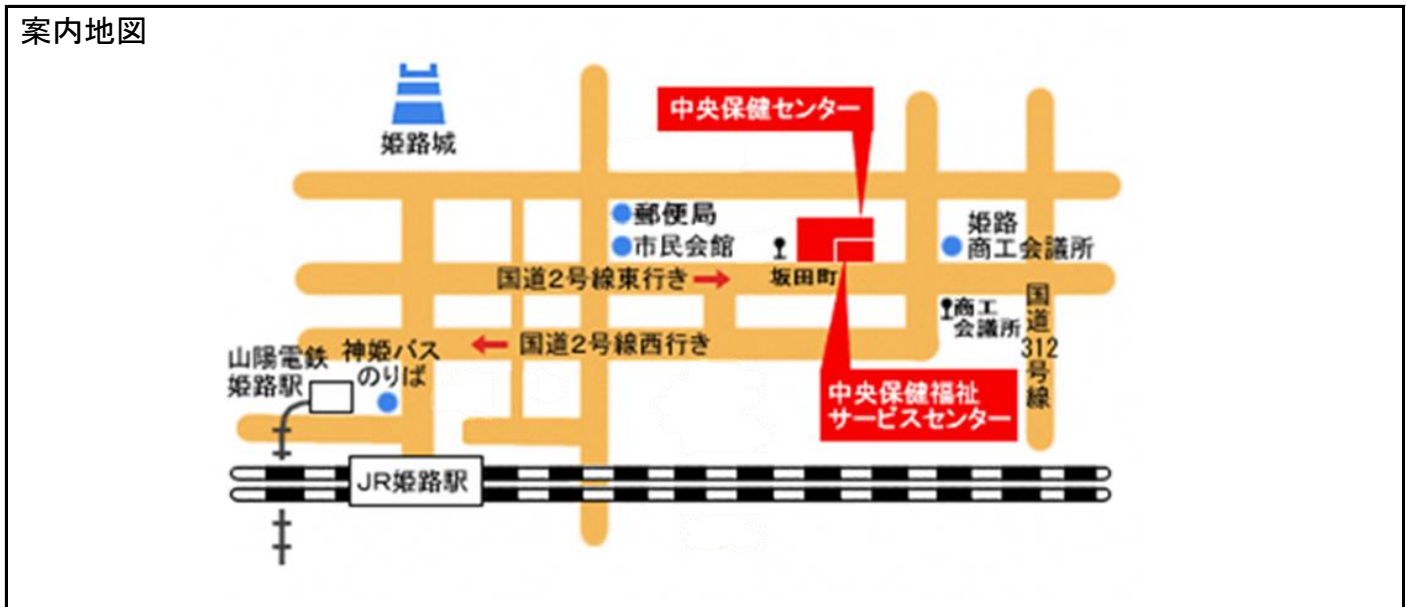 案内地図
中央保健センター
姫路城
郵便局
市民会館
姫路
商工会議所
国道2号線東行き
坂田町
商工
会議所
国道312号線
国道2号線西行き
山陽電鉄
姫路駅
神姫バス
のりば
中央保健福祉
サービスセンター
JR姫路駅